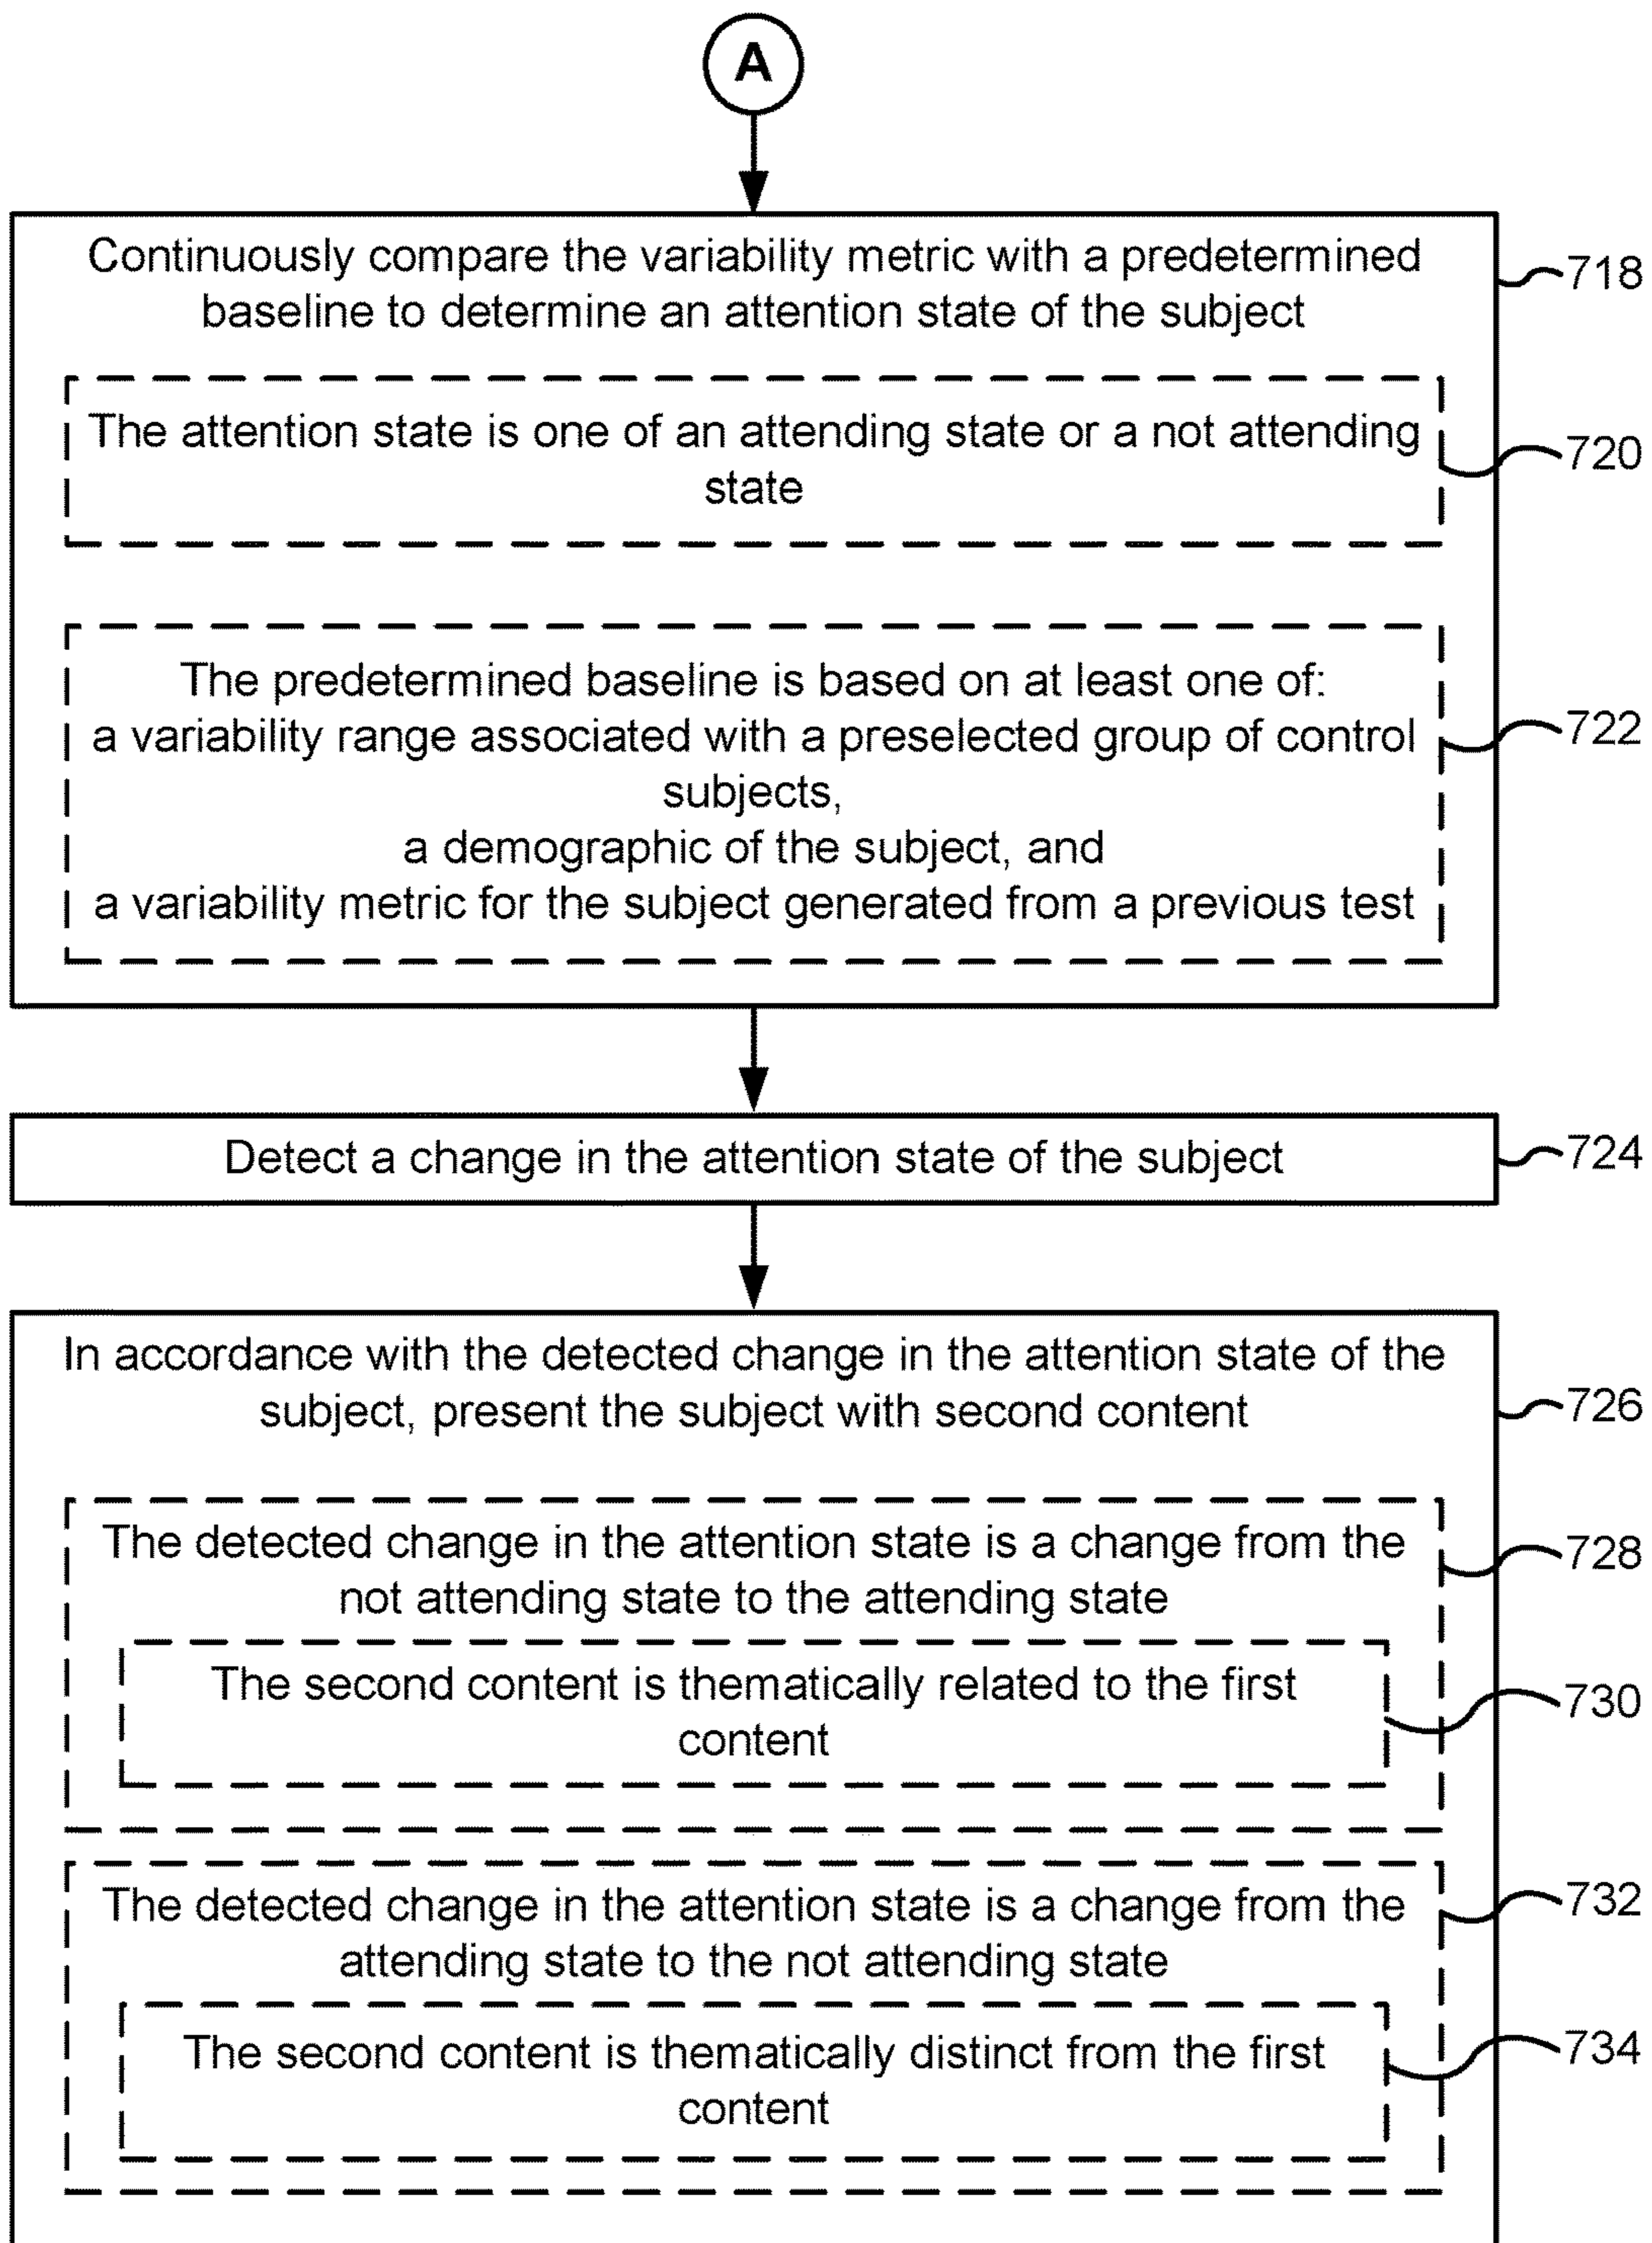 A
Continuously compare the variability metric with a predetermined
baseline to determine an attention state of the subject
718
The attention state is one of an attending state or a not attending
state
720
The predetermined baseline is based on at least one of:
a variability range associated with a preselected group of control
subjects,
a demographic of the subject, and
a variability metric for the subject generated from a previous test
722
Detect a change in the attention state of the subject
724
In accordance with the detected change in the attention state of the
subject, present the subject with second content
726
The detected change in the attention state is a change from the
not attending state to the attending state
728
The second content is thematically related to the first
content
730
The detected change in the attention state is a change from the
attending state to the not attending state
732
The second content is thematically distinct from the first
content
734